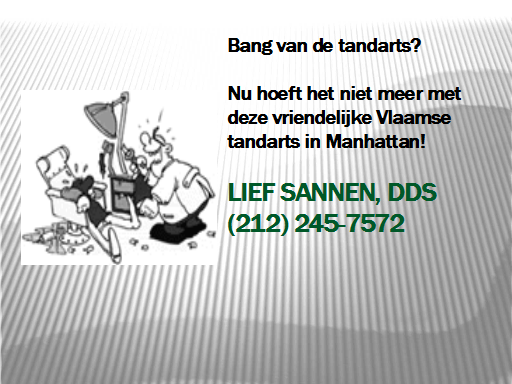 Bang van de tandarts?
Nu hoeft het niet meer met
deze vriendelijke Vlaamse
tandarts in Manhattan!
LIEF SANNEN, DDS
(212) 245-7572